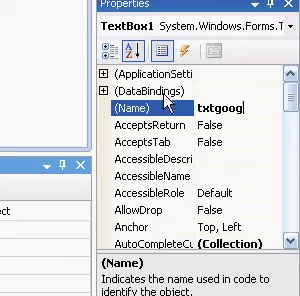 Properties
TextBox1 System.Windows.Forms.T
(ApplicationSetti
(DataBindings)
(Name) txtgoog
AcceptsReturn False
AcceptsTab False
AccessibleDescri
AccessibleName
AccessibleRole Default
AllowDrop False
Anchor Top, Left
AutoCompleteCu (Collection)
ect
(Name)
Indicates the name used in code to
identify the object.